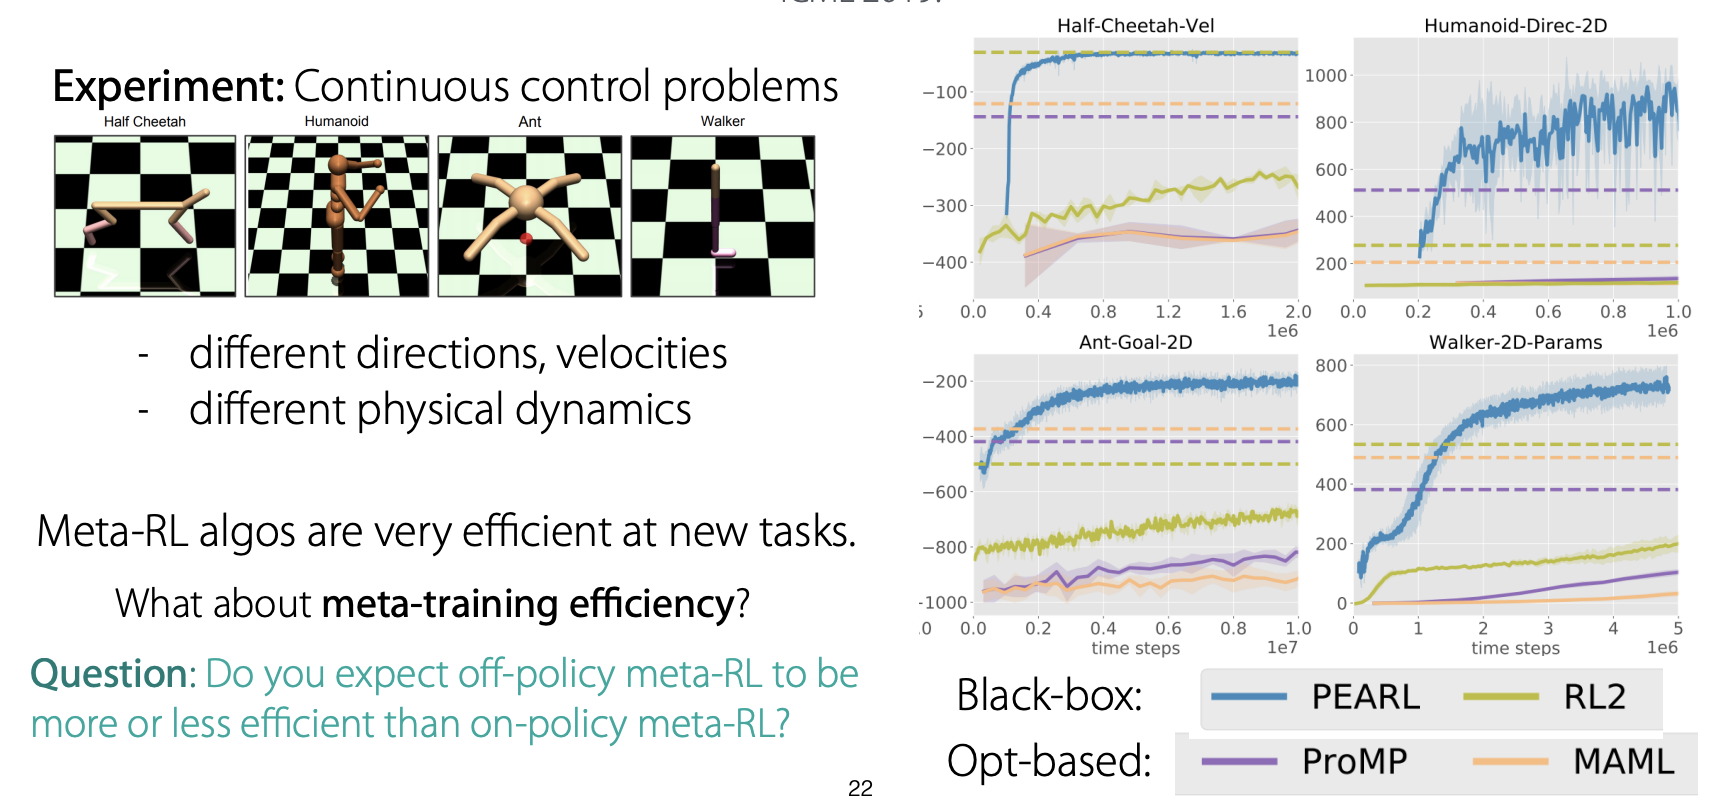 ICML 2019.
Experiment: Continuous control problems
Half Cheetah
Humanoid
Ant
Walker
- different directions, velocities
- different physical dynamics
Meta-RL algos are very efficient at new tasks.
What about meta-training efficiency?
Question: Do you expect off-policy meta-RL to be
more or less efficient than on-policy meta-RL?
22
Half-Cheetah-Vel
−100
−200
−300
−400
0.0 0.4 0.8 1.2 1.6 2.0
1e6
Humanoid-Direc-2D
1000
800
600
400
200
0.0 0.2 0.4 0.6 0.8 1.0
1e6
Ant-Goal-2D
−200
−400
−600
−800
-1000
.0 0.0 0.2 0.4 0.6 0.8 1.0
time steps 1e7
Walker-2D-Params
800
600
400
200
0
0 1 2 3 4 5
time steps 1e6
Black-box: PEARL RL2
Opt-based: ProMP MAML